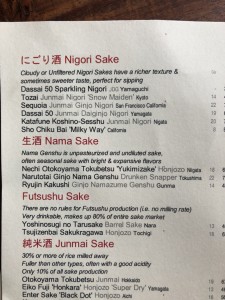 にごり酒 Nigori Sake
Cloudy or Unfiltered Nigori Sakes have a richer texture & 
sometimes sweeter taste, perfect for sipping
Dassai 50 Sparkling Nigori JDG Yamaguchi
Tozai Junmai Nigori 'Snow Maiden' Kyoto
Sequoia Junmai Ginjo Nigori San Francisco California
Dassai 50 Junmai Daiginjo Nigori Yamaguchi
Katafune Koshino-Sesshu Junmai Nigori Niigata
Sho Chiku Bai 'Milky Way' California
生酒 Nama Sake
Nama Genshu is unpasteurized and undiluted sake,
often seasonal sake with bright & expansive flavors
Nechi Otokoyama Tokubetsu 'Yukimizake' Honjozo Niigata
Narutotai Ginjo Nama Genshu Drunken Snapper Tokushima
Ryujin Kakushi Ginjo Namazume Genshu Gunma
Futsushu Sake
There are no rules for Futsushu production (i.e. no milling rate)
Very drinkable, makes up 80% of entire sake market
Yoshinosugi no Tarusake Barrel Sake Nara
Tsujizenbai Sakukragawa Honjozo Tochigi
純米酒 Junmai Sake
30% or more of rice milled away
Fuller than other types, often with a good acidity
Only 10% of all sake production
Otokoyama Tokubetsu Junmai Hokkaido
Eiko Fuji 'Honkara' Honjozo 'Super Dry' Yamagata
Enter Sake 'Black Dot' Honjozo Aichi